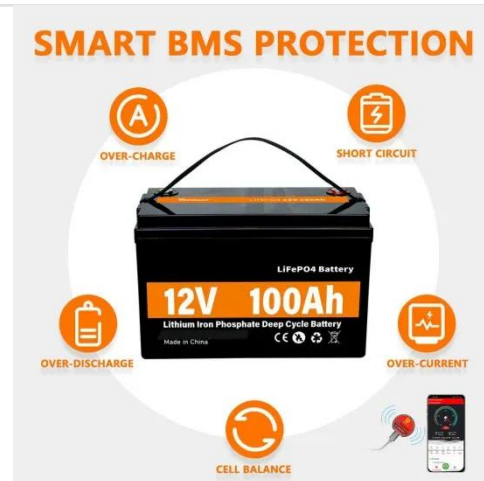 SMART BMS PROTECTION
OVER-CHARGE
SHORT CIRCUIT
LiFePO4 Battery
12V 100Ah
Lithium Iron Phosphate Deep Cycle Battery
Made in China
CE
OVER-DISCHARGE
OVER-CURRENT
CELL BALANCE